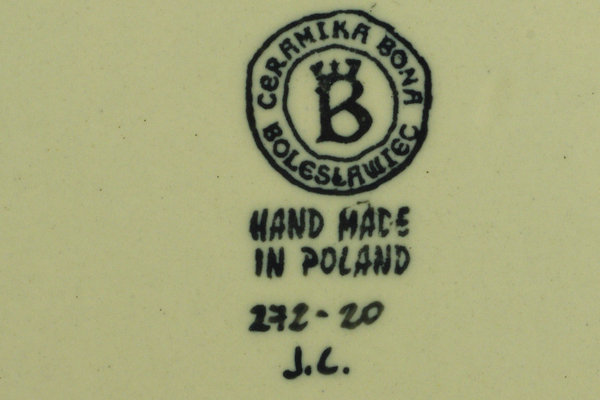 CERAMIKA BONA
BOLESŁAWIEC
B
HAND MADE
IN POLAND
272-20
J.C.